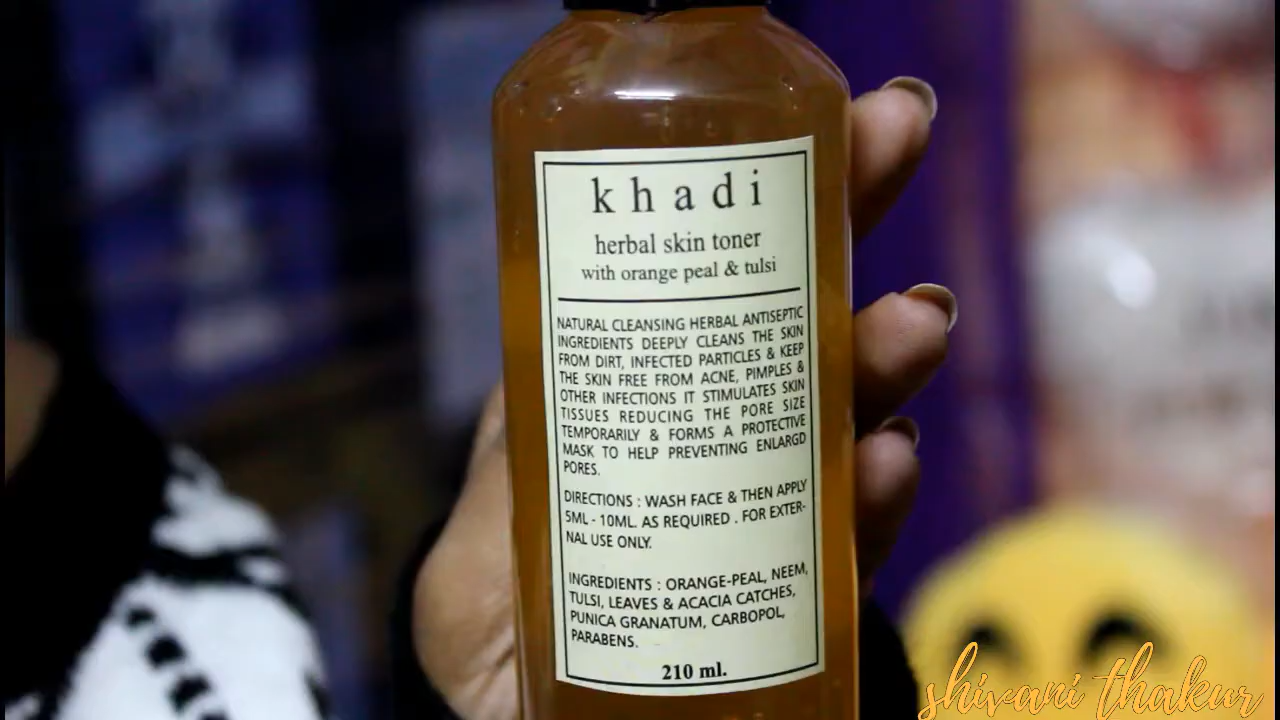 khadi
herbal skin toner
with orange peal & tulsi
NATURAL CLEANSING HERBAL ANTISEPTIC
INGREDIENTS DEEPLY CLEANS THE SKIN
FROM DIRT, INFECTED PARTICLES & KEEP
THE SKIN FREE FROM ACNE, PIMPLES &
OTHER INFECTIONS IT STIMULATES SKIN
TISSUES REDUCING THE PORE SIZE
TEMPORARILY & FORMS A PROTECTIVE
MASK TO HELP PREVENTING ENLARGD
PORES.
DIRECTIONS : WASH FACE & THEN APPLY
5ML - 10ML. AS REQUIRED . FOR EXTER-
NAL USE ONLY.
INGREDIENTS : ORANGE-PEAL, NEEM,
TULSI, LEAVES & ACACIA CATCHES,
PUNICA GRANATUM, CARBOPOL,
PARABENS.
210 ml.
shivani thakur